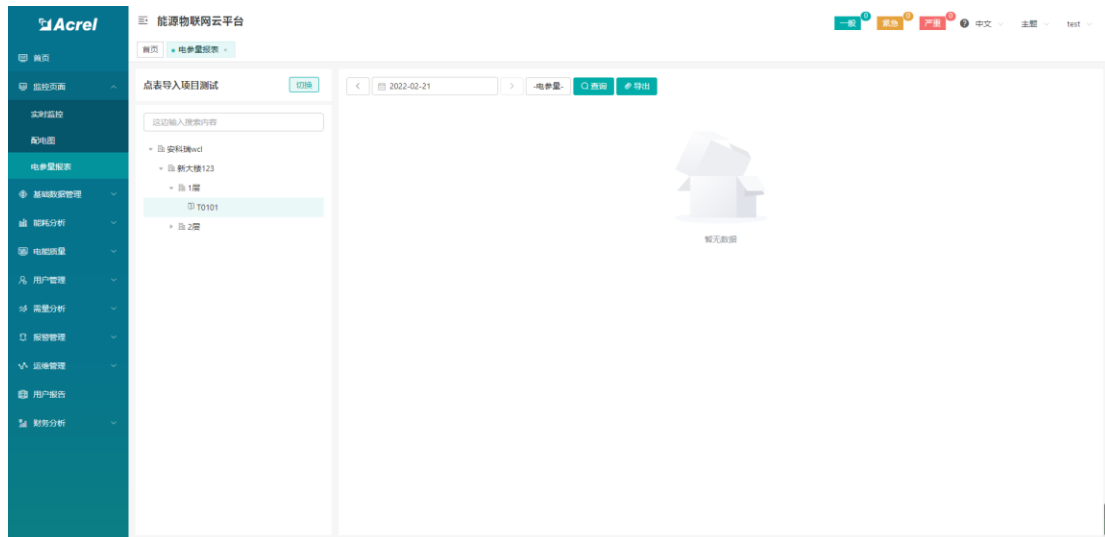 Acrel
能源物联网云平台
一般 0
紧急 0
严重 0
中文
主题
test
首页
电参量报表
首页
监控页面
实时监控
配电图
电参量报表
基础数据管理
能耗分析
电能质量
用户管理
需量分析
报警管理
运维管理
用户报告
财务分析
点表导入项目测试
切换
这边输入搜索内容
安科瑞wcl
新大楼123
1层
T0101
2层
2022-02-21
-电参量-
查询
导出
暂无数据